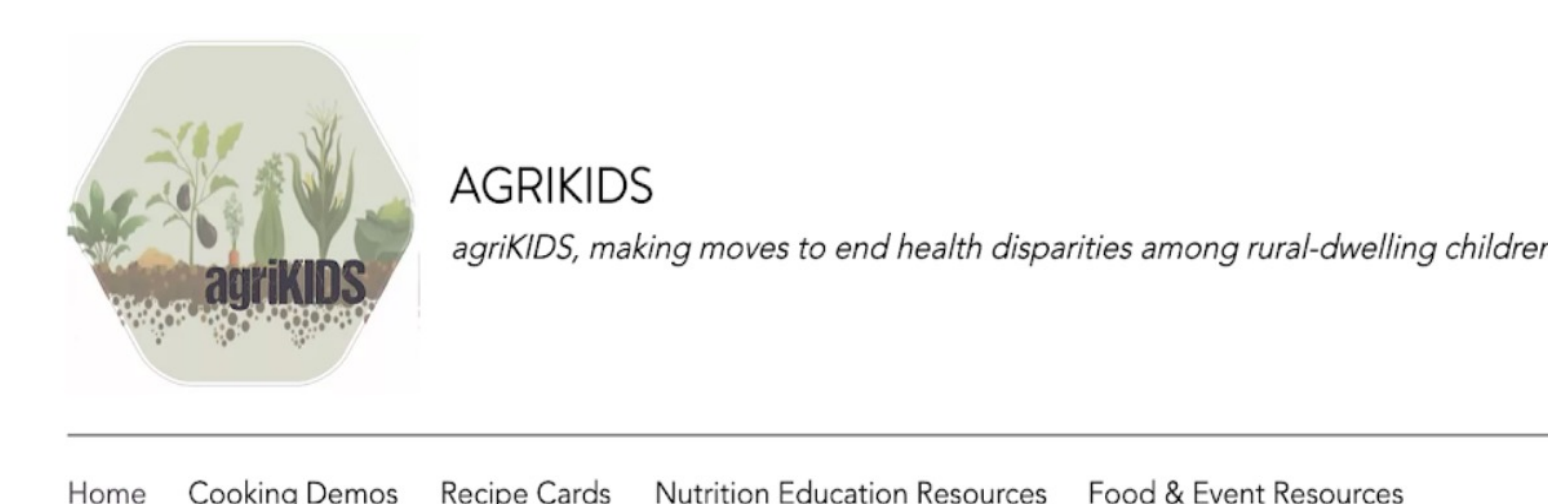 agriKIDS
AGRIKIDS
agriKIDS, making moves to end health disparities among rural-dwelling children
Home Cooking Demos Recipe Cards Nutrition Education Resources Food & Event Resources